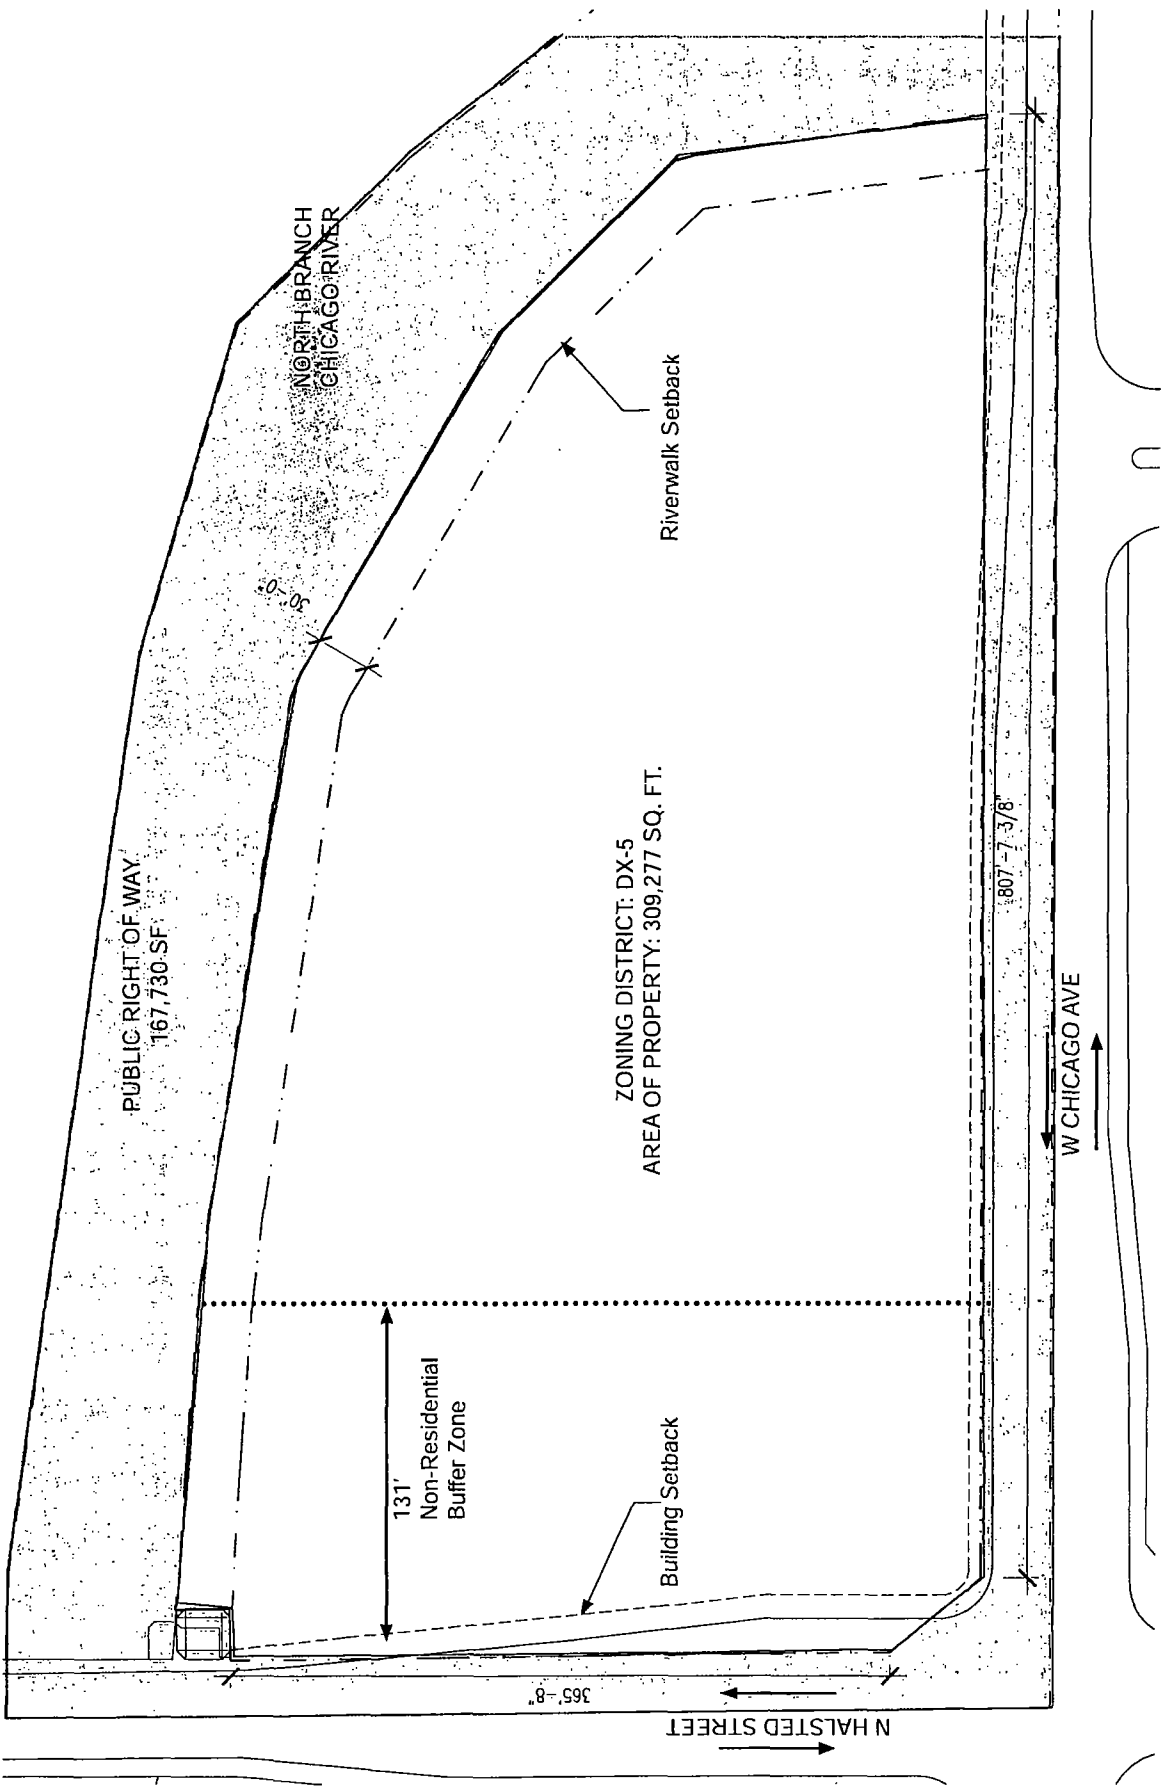 NORTH BRANCH
CHICAGO RIVER
30'-0"
Riverwalk Setback
PUBLIC RIGHT OF WAY
167,730 SF
ZONING DISTRICT: DX-5
AREA OF PROPERTY: 309,277 SQ. FT.
807'-7 3/8"
W CHICAGO AVE
131'
Non-Residential
Buffer Zone
Building Setback
365'-8"
N HALSTED STREET